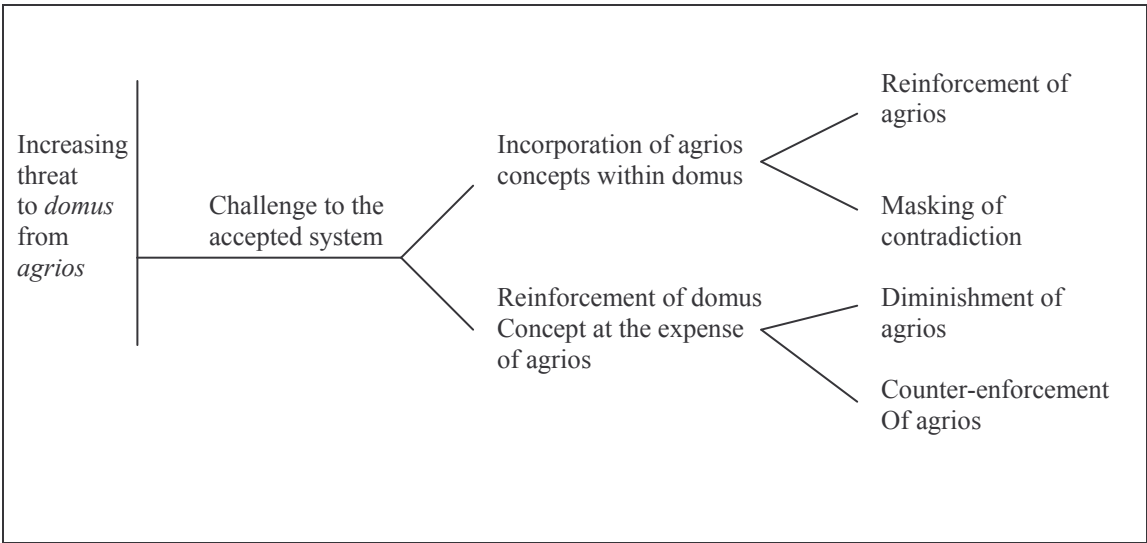 Increasing
threat
to domus
from
agrios
Challenge to the
accepted system
Incorporation of agrios
concepts within domus
Reinforcement of domus
Concept at the expense
of agrios
Reinforcement of
agrios
Masking of
contradiction
Diminishment of
agrios
Counter-enforcement
Of agrios